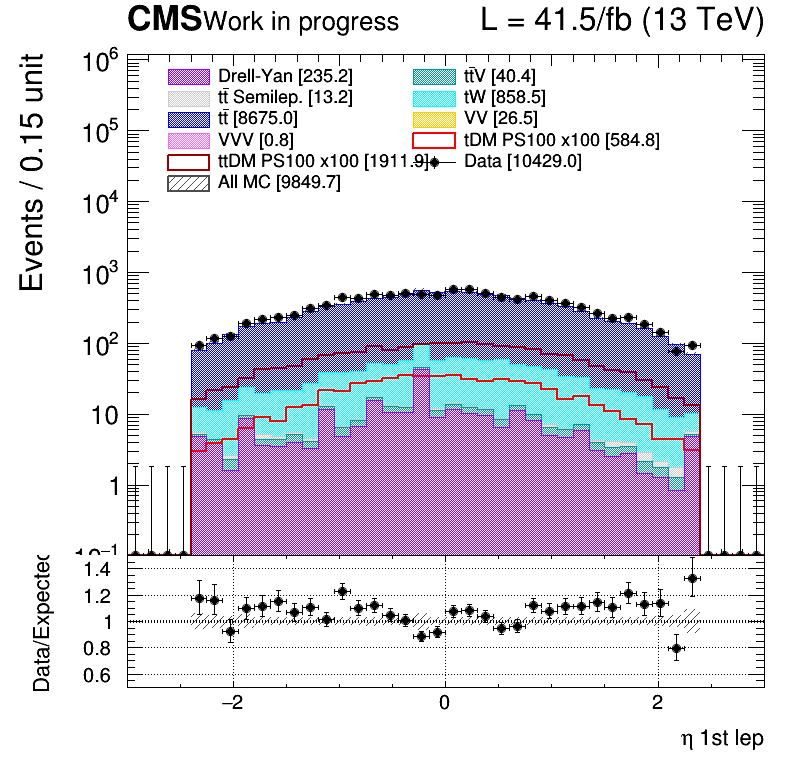 CMS Work in progress L = 41.5/fb (13 TeV)
Events / 0.15 unit
10⁶
10⁵
10⁴
10³
10²
10
1
10⁻¹
Drell-Yan [235.2] tt̄V [40.4]
tt̄ Semilep. [13.2] tW [858.5]
tt̄ [8675.0] VV [26.5]
VVV [0.8] tDM PS100 x100 [584.8]
ttDM PS100 x100 [1911.9] Data [10429.0]
All MC [9849.7]
Data/Expected
1.4
1.2
1
0.8
0.6
−2 0 2
η 1st lep